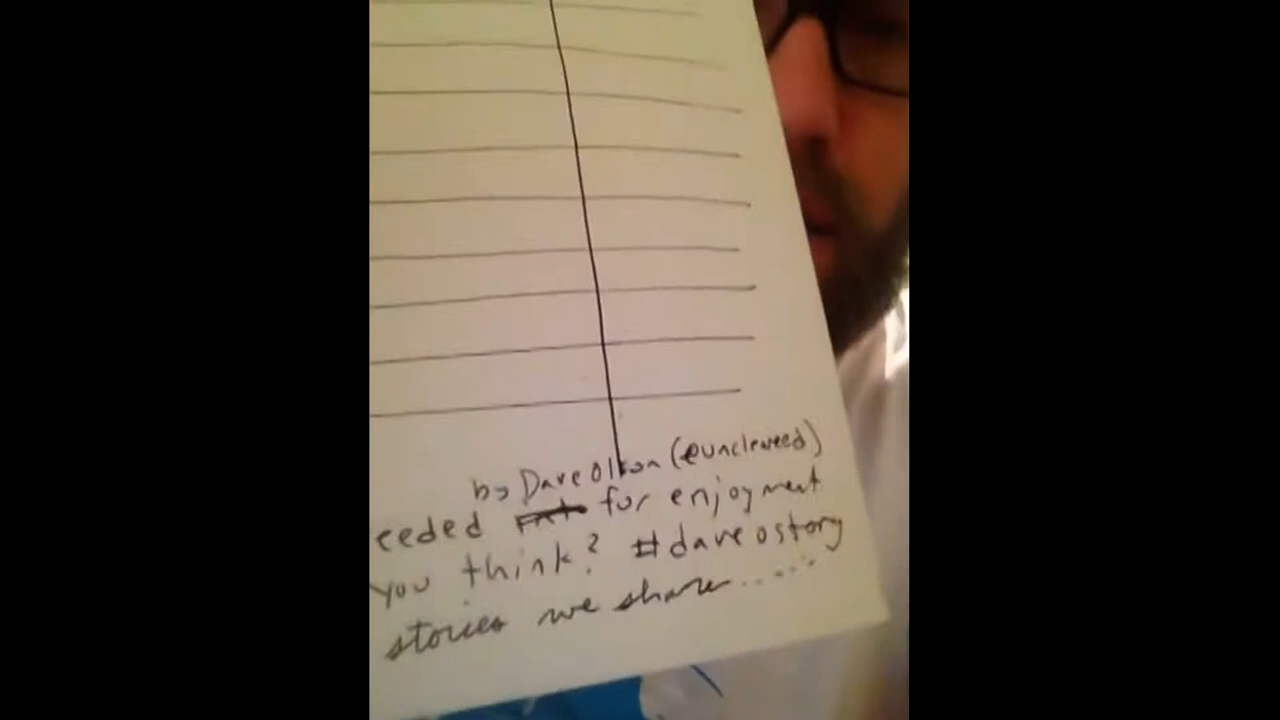 by Dave Olson (@uncleweed)
eeded for enjoyment
you think? #daveostory
stories we share......